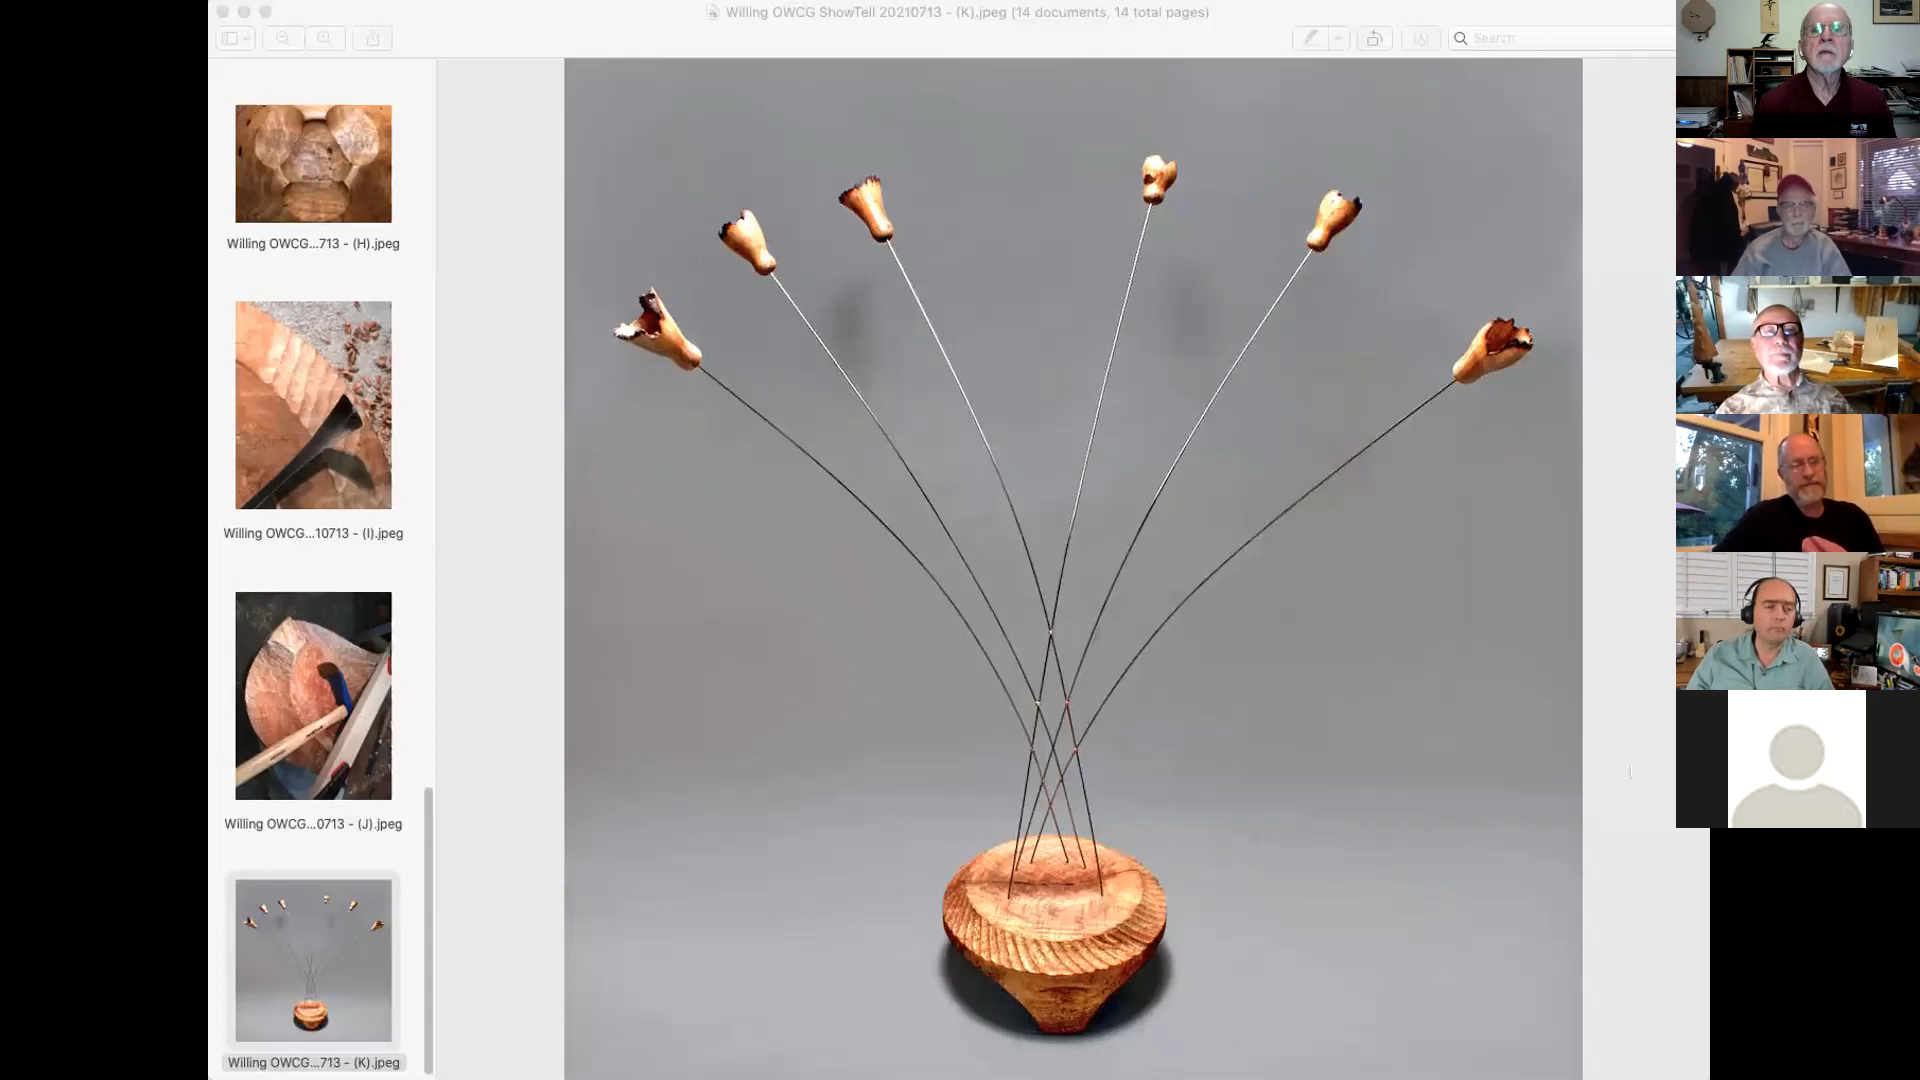 Willing OWCG ShowTell 20210713 - (K).jpeg (14 documents, 14 total pages)
Search
Willing OWCG...713 - (H).jpeg
Willing OWCG...10713 - (I).jpeg
Willing OWCG...0713 - (J).jpeg
Willing OWCG...713 - (K).jpeg